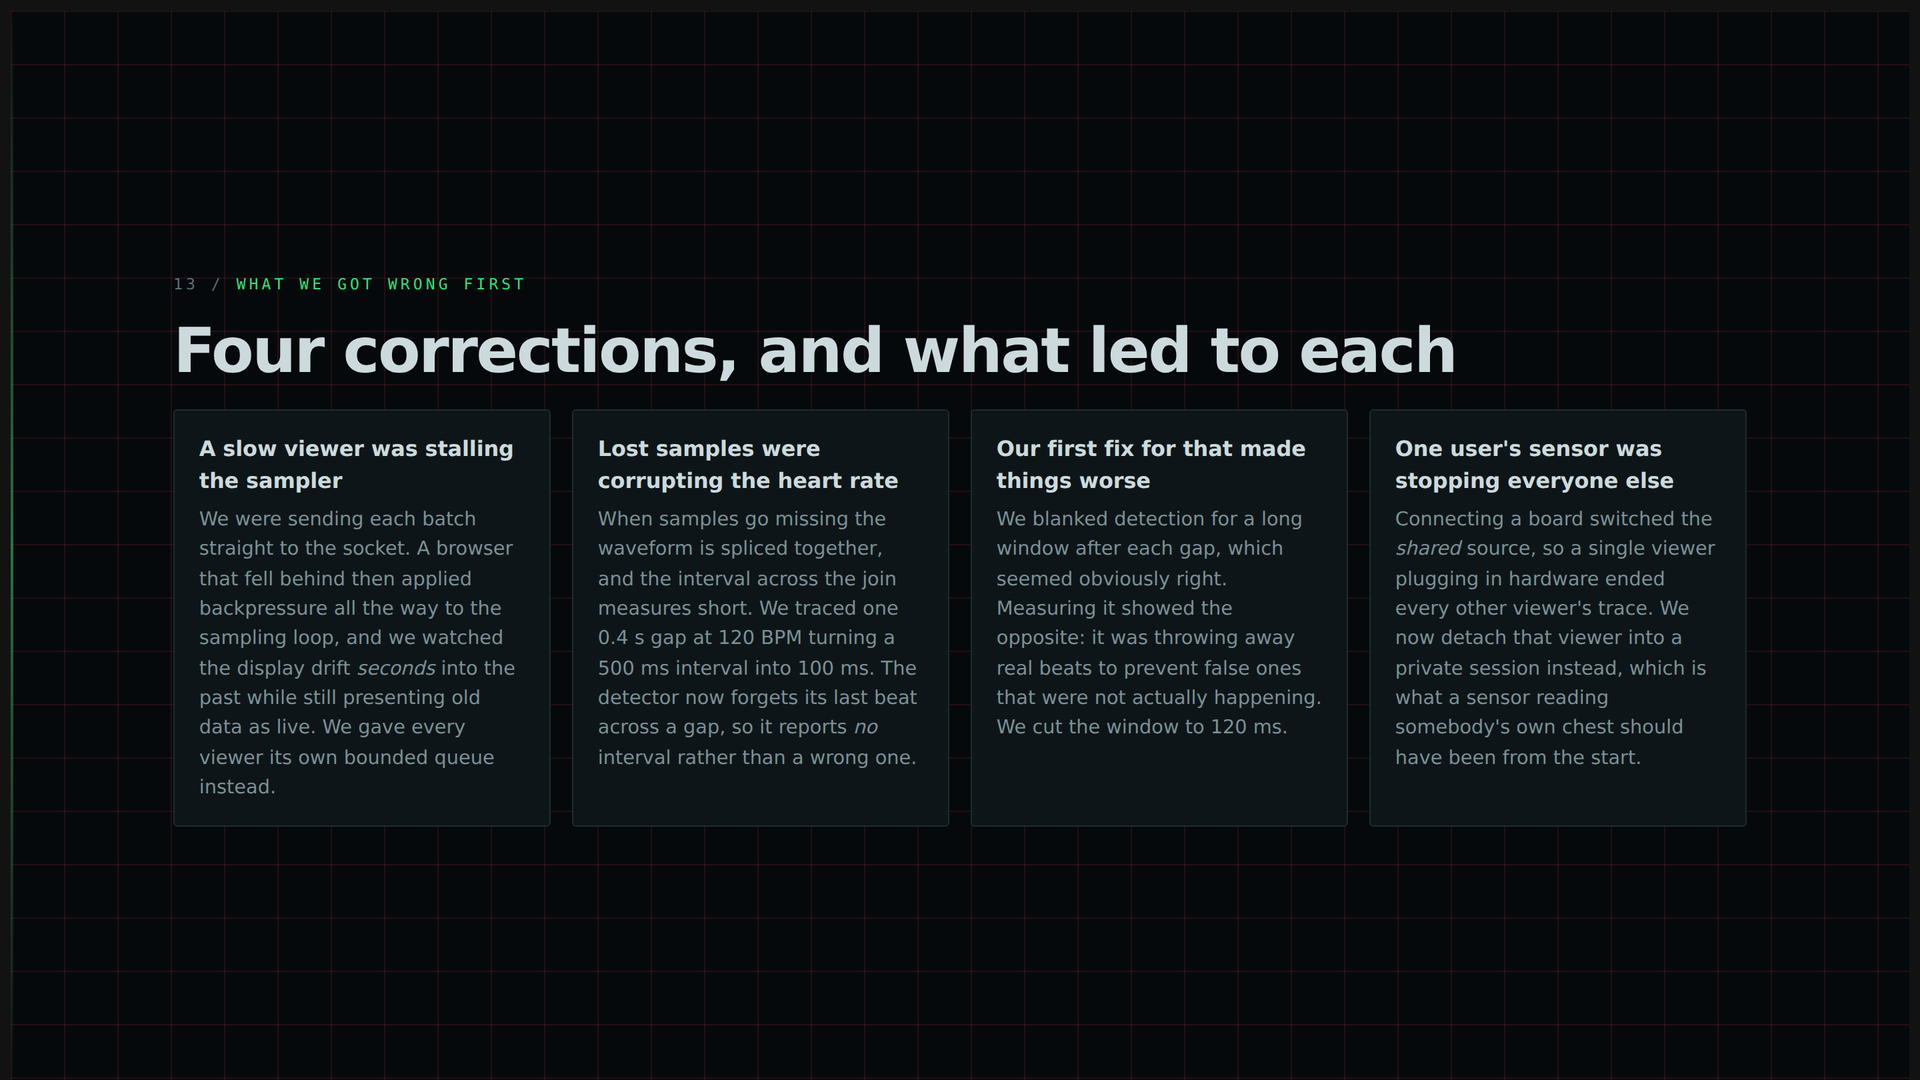 13 / WHAT WE GOT WRONG FIRST
Four corrections, and what led to each
A slow viewer was stalling
the sampler
We were sending each batch
straight to the socket. A browser
that fell behind then applied
backpressure all the way to the
sampling loop, and we watched
the display drift seconds into the
past while still presenting old
data as live. We gave every
viewer its own bounded queue
instead.
Lost samples were
corrupting the heart rate
When samples go missing the
waveform is spliced together,
and the interval across the join
measures short. We traced one
0.4 s gap at 120 BPM turning a
500 ms interval into 100 ms. The
detector now forgets its last beat
across a gap, so it reports no
interval rather than a wrong one.
Our first fix for that made
things worse
We blanked detection for a long
window after each gap, which
seemed obviously right.
Measuring it showed the
opposite: it was throwing away
real beats to prevent false ones
that were not actually happening.
We cut the window to 120 ms.
One user's sensor was
stopping everyone else
Connecting a board switched the
shared source, so a single viewer
plugging in hardware ended
every other viewer's trace. We
now detach that viewer into a
private session instead, which is
what a sensor reading
somebody's own chest should
have been from the start.